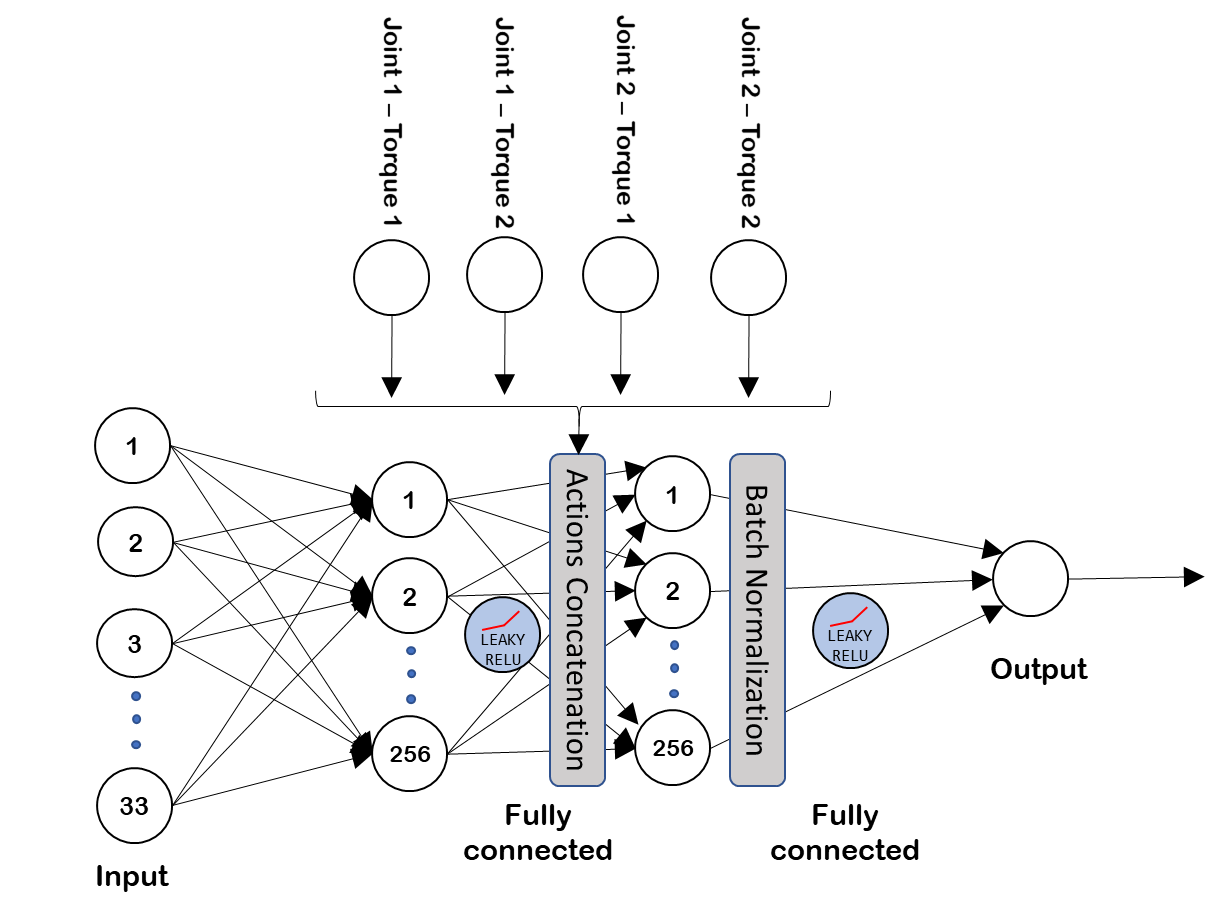 Joint 1 – Torque 1
Joint 1 – Torque 2
Joint 2 – Torque 1
Joint 2 – Torque 2
1
2
3
33
Input
1
2
256
LEAKY
RELU
Actions Concatenation
Fully
connected
1
2
256
Batch Normalization
LEAKY
RELU
Fully
connected
Output